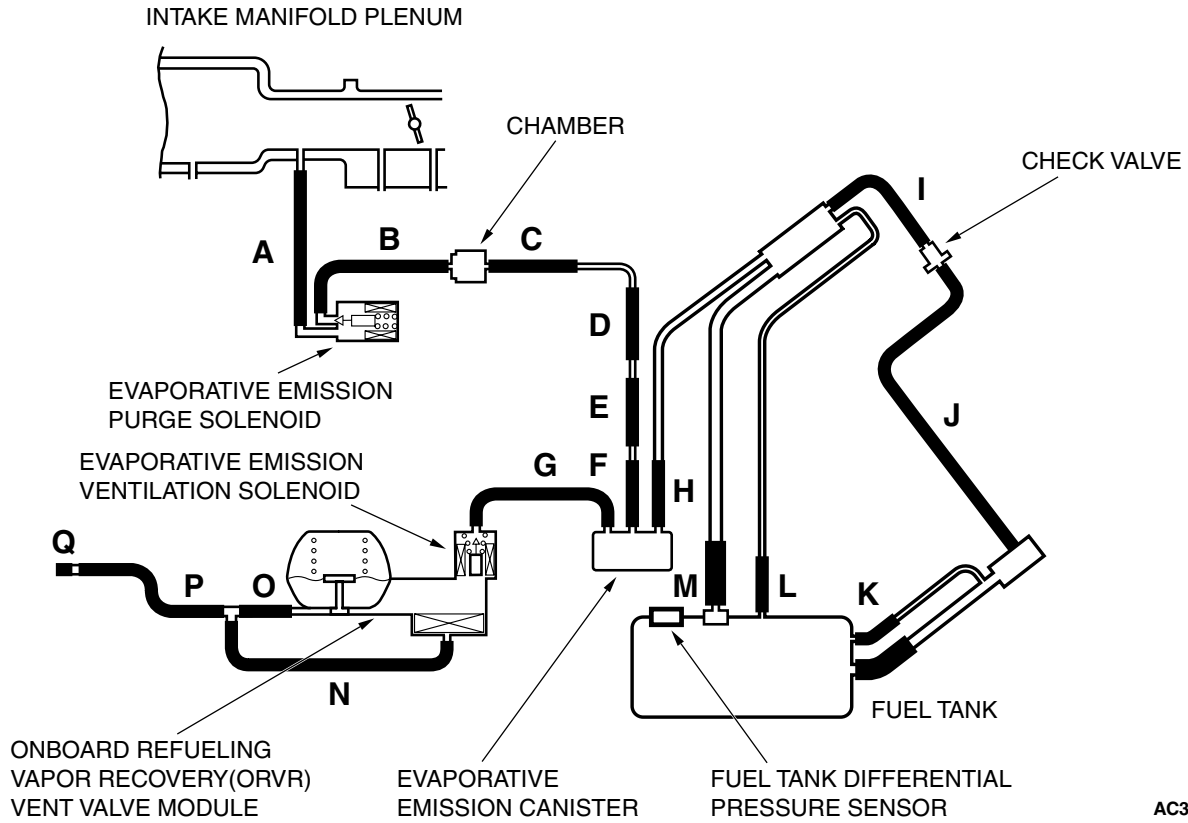 INTAKE MANIFOLD PLENUM
CHAMBER
CHECK VALVE
I
A
B
C
D
EVAPORATIVE EMISSION
PURGE SOLENOID
E
J
EVAPORATIVE EMISSION
VENTILATION SOLENOID
G
F
H
Q
P
O
M
L
K
N
FUEL TANK
ONBOARD REFUELING
VAPOR RECOVERY(ORVR)
VENT VALVE MODULE
EVAPORATIVE
EMISSION CANISTER
FUEL TANK DIFFERENTIAL
PRESSURE SENSOR
AC3